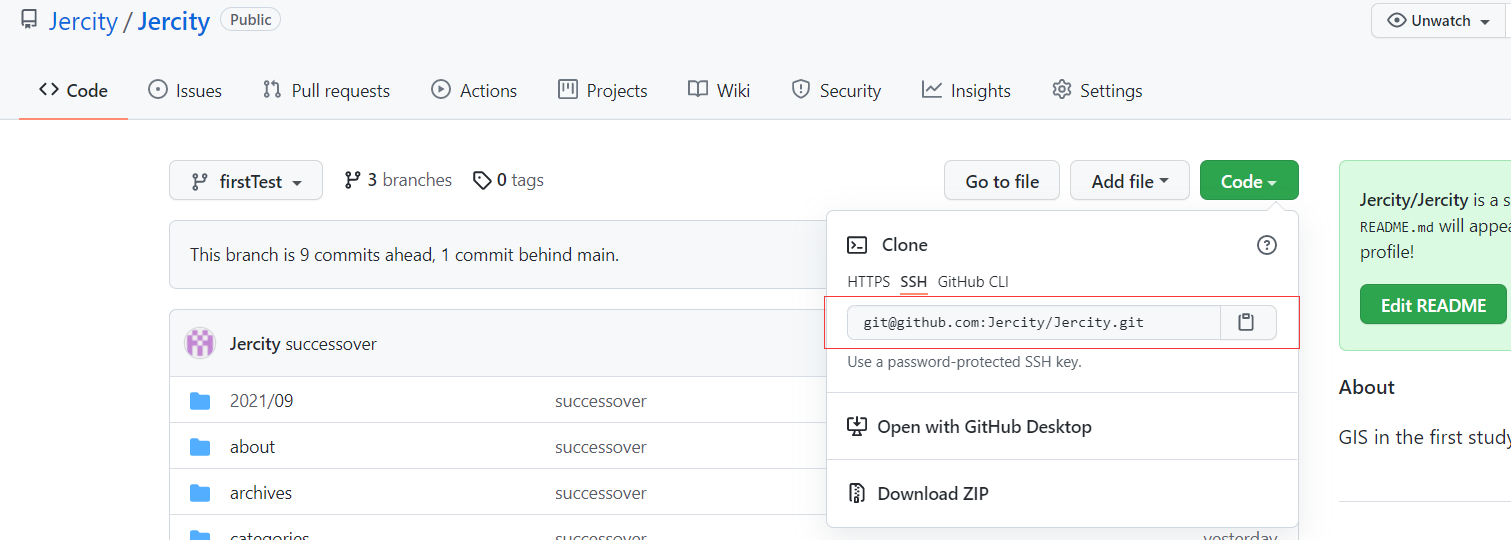 Jercity / Jercity Public
Unwatch
Code Issues Pull requests Actions Projects Wiki Security Insights Settings
firstTest 3 branches 0 tags Go to file Add file Code
This branch is 9 commits ahead, 1 commit behind main.
Jercity successover
2021/09 successover
about successover
archives successover
categories yesterday
Clone
HTTPS SSH GitHub CLI
git@github.com:Jercity/Jercity.git
Use a password-protected SSH key.
Open with GitHub Desktop
Download ZIP
Jercity/Jercity is a s
README.md will appea
profile!
Edit README
About
GIS in the first study